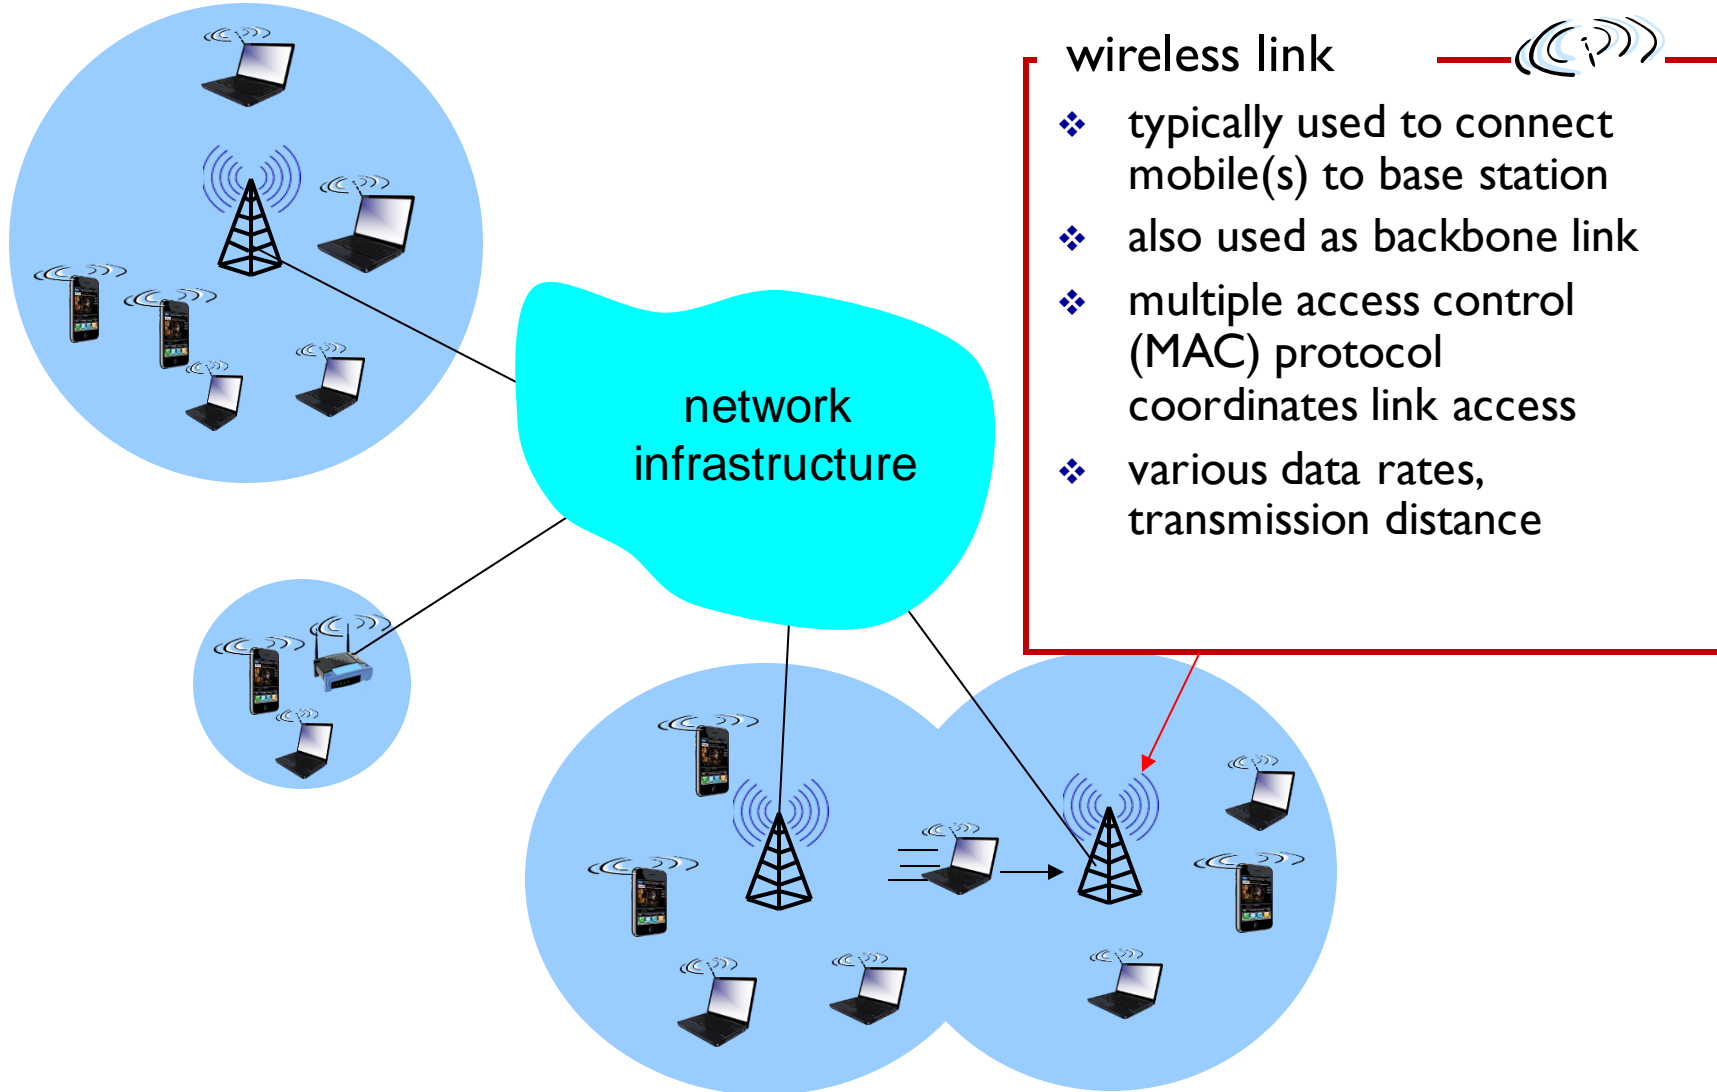 wireless link
typically used to connect
mobile(s) to base station
also used as backbone link
multiple access control
(MAC) protocol
coordinates link access
various data rates,
transmission distance
network
infrastructure